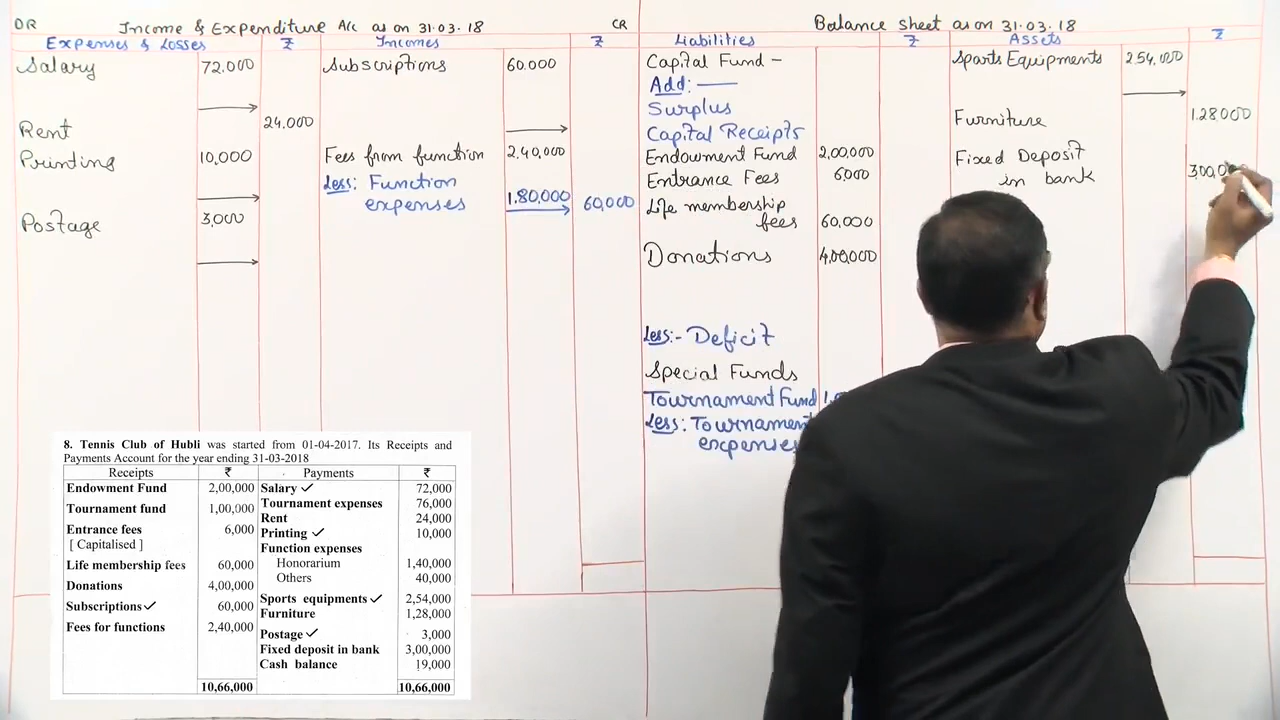 DR Income & Expenditure A/c as on 31.03.18 CR
Expenses & Losses ₹ Incomes ₹
Salary 72,000 Subscriptions 60,000
Rent 24,000
Printing 10,000 Fees from function 2,40,000
Less: Function
expenses 1,80,000 60,000
Postage 3,000
Balance sheet as on 31.03.18
Liabilities ₹ Assets ₹
Capital Fund - Sports Equipments 2,54,000
Add:
Surplus Furniture 1,28,000
Capital Receipts
Endowment Fund 2,00,000 Fixed Deposit
Entrance Fees 6,000 in bank
Life membership
fees 60,000
Donations 4,00,000
Less:- Deficit
Special Funds
Tournament Fund
Less: Tournament
expenses
8. Tennis Club of Hubli was started from 01-04-2017. Its Receipts and
Payments Account for the year ending 31-03-2018
Receipts ₹ Payments ₹
Endowment Fund 2,00,000 Salary ✓ 72,000
Tournament expenses 76,000
Tournament fund 1,00,000 Rent 24,000
Entrance fees 6,000 Printing ✓ 10,000
[ Capitalised ] Function expenses
Life membership fees 60,000 Honorarium 1,40,000
Donations 4,00,000 Others 40,000
Subscriptions ✓ 60,000 Sports equipments ✓ 2,54,000
Furniture 1,28,000
Fees for functions 2,40,000 Postage ✓ 3,000
Fixed deposit in bank 3,00,000
Cash balance 19,000
10,66,000 10,66,000